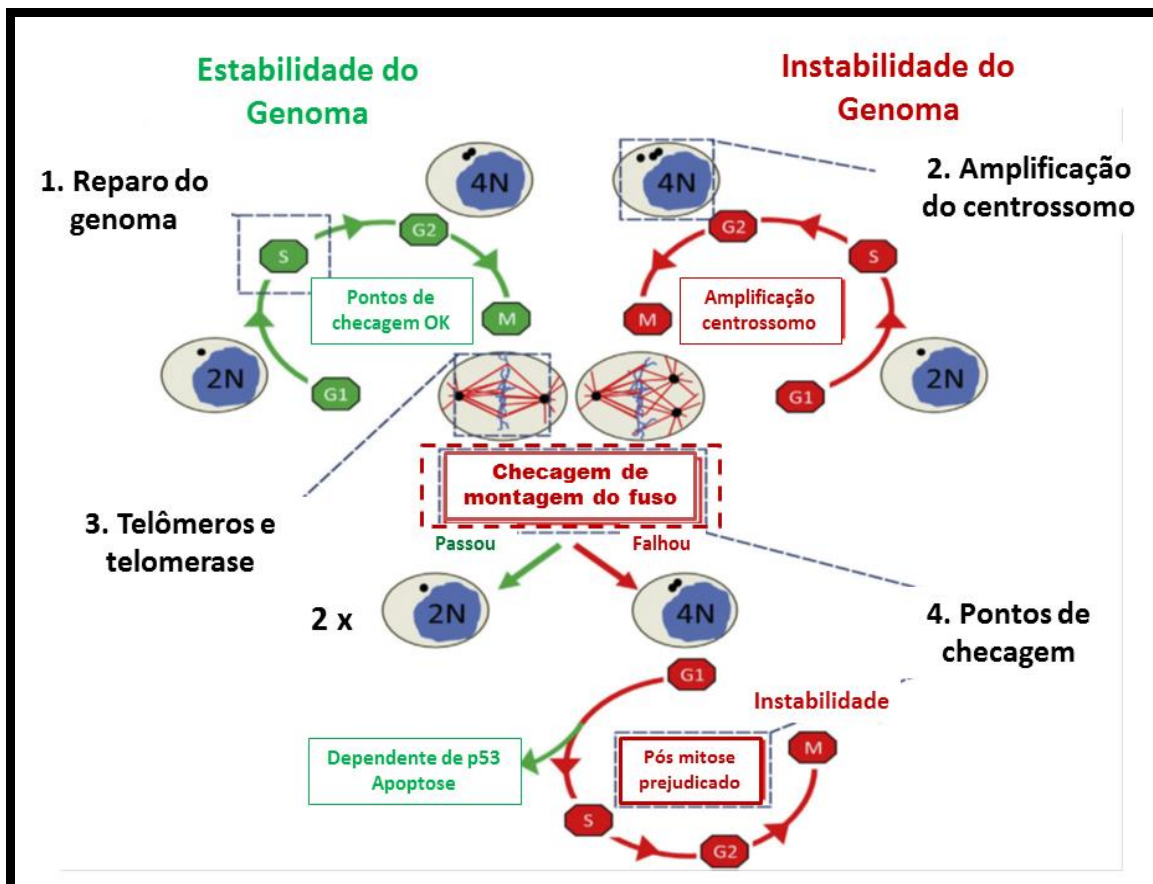 Estabilidade do
Genoma
Instabilidade do
Genoma
1. Reparo do
genoma
4N
4N
2. Amplificação
do centrossomo
S
G2
G2
S
Pontos de
checagem OK
M
M
Amplificação
centrossomo
2N
G1
G1
2N
Checagem de
montagem do fuso
3. Telômeros e
telomerase
Passou
Falhou
2 x
2N
4N
4. Pontos de
checagem
G1
Instabilidade
Dependente de p53
Apoptose
Pós mitose
prejudicado
M
S
G2